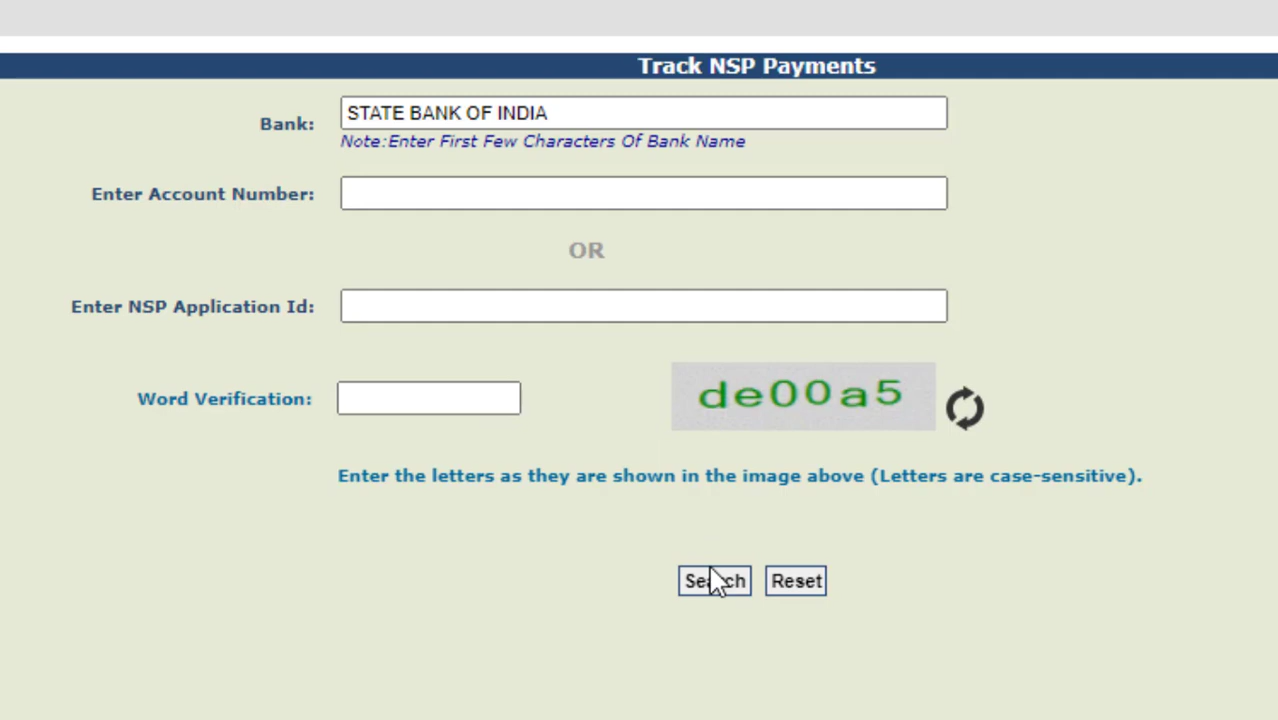 Track NSP Payments
Bank: STATE BANK OF INDIA
Note:Enter First Few Characters Of Bank Name
Enter Account Number:
OR
Enter NSP Application Id:
Word Verification: de00a5
Enter the letters as they are shown in the image above (Letters are case-sensitive).
Search Reset